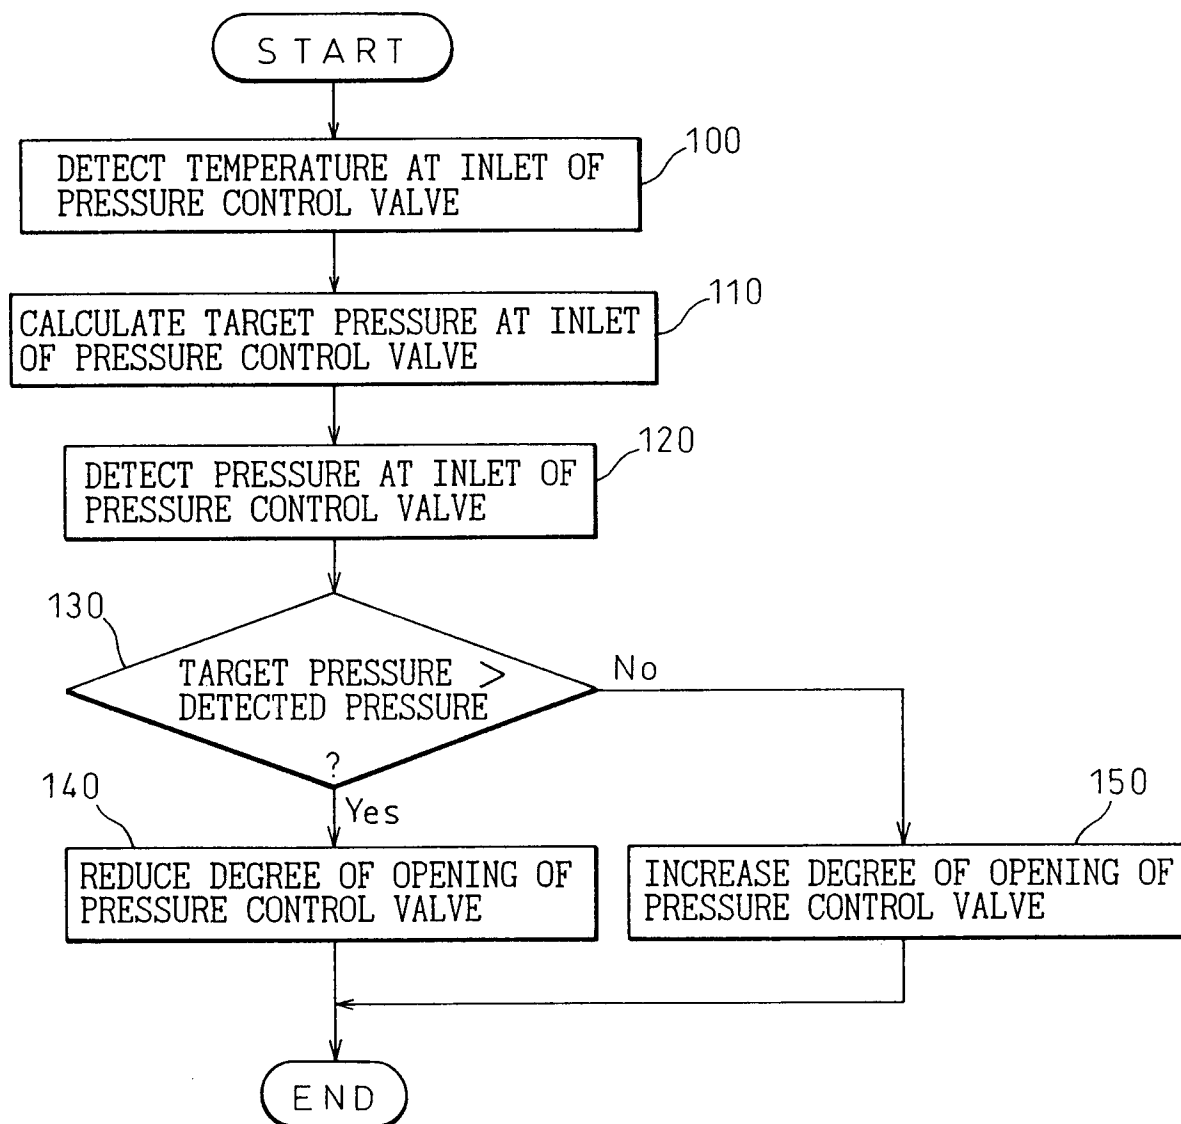 START
100
DETECT TEMPERATURE AT INLET OF
PRESSURE CONTROL VALVE
110
CALCULATE TARGET PRESSURE AT INLET
OF PRESSURE CONTROL VALVE
120
DETECT PRESSURE AT INLET OF
PRESSURE CONTROL VALVE
130
TARGET PRESSURE >
DETECTED PRESSURE
?
No
Yes
140
REDUCE DEGREE OF OPENING OF
PRESSURE CONTROL VALVE
150
INCREASE DEGREE OF OPENING OF
PRESSURE CONTROL VALVE
END